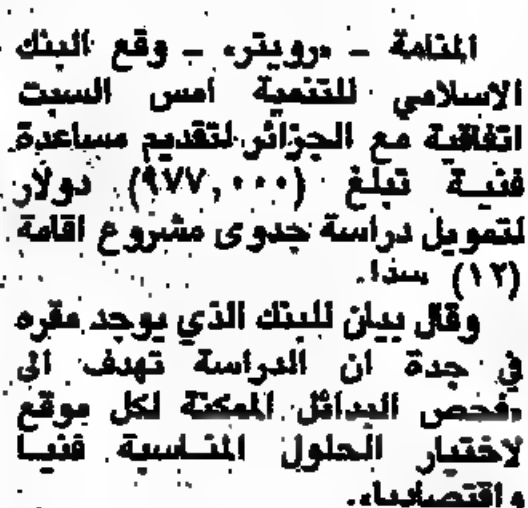 المنامة - «رويتر» - وقع البنك
الاسلامي للتنمية امس السبت
اتفاقية مع الجزائر لتقديم مساعدة
فنية تبلغ (٩٧٧,٠٠٠) دولار
لتمويل دراسة جدوى مشروع اقامة
(١٢) سدا.
وقال بيان للبنك الذي يوجد مقره
في جدة ان الدراسة تهدف الى
«فحص البدائل الممكنة لكل موقع
لاختيار الحلول المناسبة فنيا
واقتصاديا».